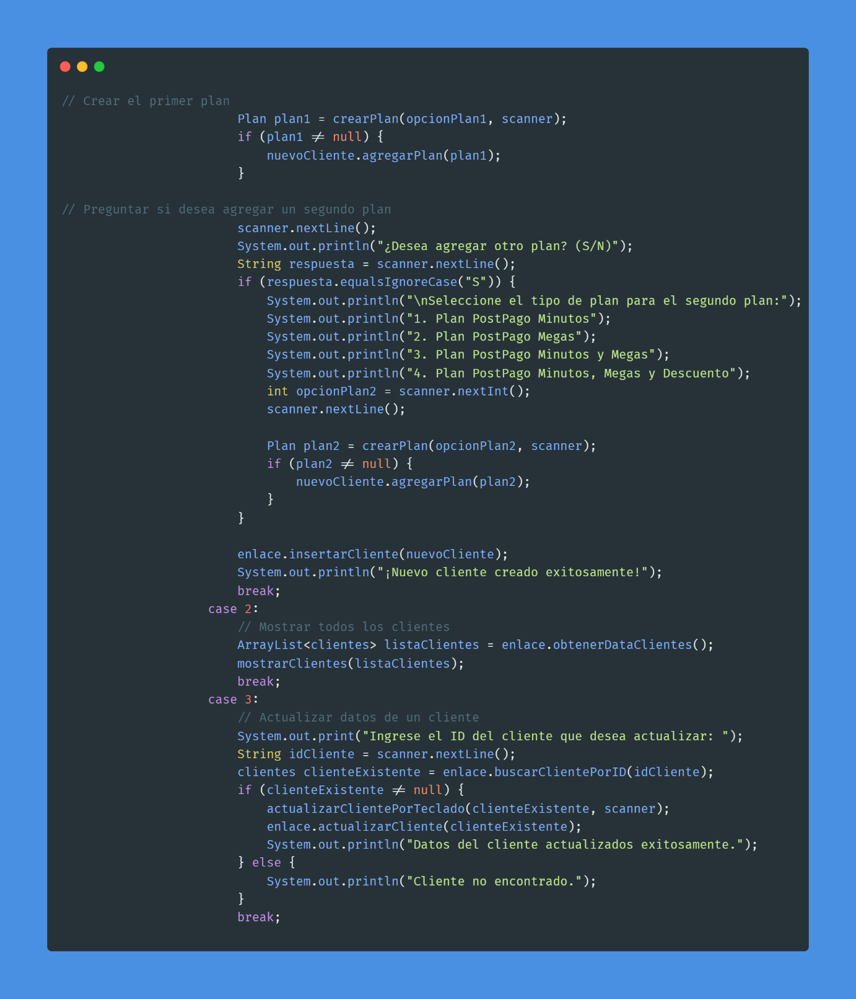 // Crear el primer plan
Plan plan1 = crearPlan(opcionPlan1, scanner);
if (plan1 != null) {
nuevoCliente.agregarPlan(plan1);
}
// Preguntar si desea agregar un segundo plan
scanner.nextLine();
System.out.println("¿Desea agregar otro plan? (S/N)");
String respuesta = scanner.nextLine();
if (respuesta.equalsIgnoreCase("S")) {
System.out.println("\nSeleccione el tipo de plan para el segundo plan:");
System.out.println("1. Plan PostPago Minutos");
System.out.println("2. Plan PostPago Megas");
System.out.println("3. Plan PostPago Minutos y Megas");
System.out.println("4. Plan PostPago Minutos, Megas y Descuento");
int opcionPlan2 = scanner.nextInt();
scanner.nextLine();
Plan plan2 = crearPlan(opcionPlan2, scanner);
if (plan2 != null) {
nuevoCliente.agregarPlan(plan2);
}
}
enlace.insertarCliente(nuevoCliente);
System.out.println("¡Nuevo cliente creado exitosamente!");
break;
case 2:
// Mostrar todos los clientes
ArrayList<clientes> listaClientes = enlace.obtenerDataClientes();
mostrarClientes(listaClientes);
break;
case 3:
// Actualizar datos de un cliente
System.out.print("Ingrese el ID del cliente que desea actualizar: ");
String idCliente = scanner.nextLine();
clientes clienteExistente = enlace.buscarClientePorID(idCliente);
if (clienteExistente != null) {
actualizarClientePorTeclado(clienteExistente, scanner);
enlace.actualizarCliente(clienteExistente);
System.out.println("Datos del cliente actualizados exitosamente.");
} else {
System.out.println("Cliente no encontrado.");
}
break;